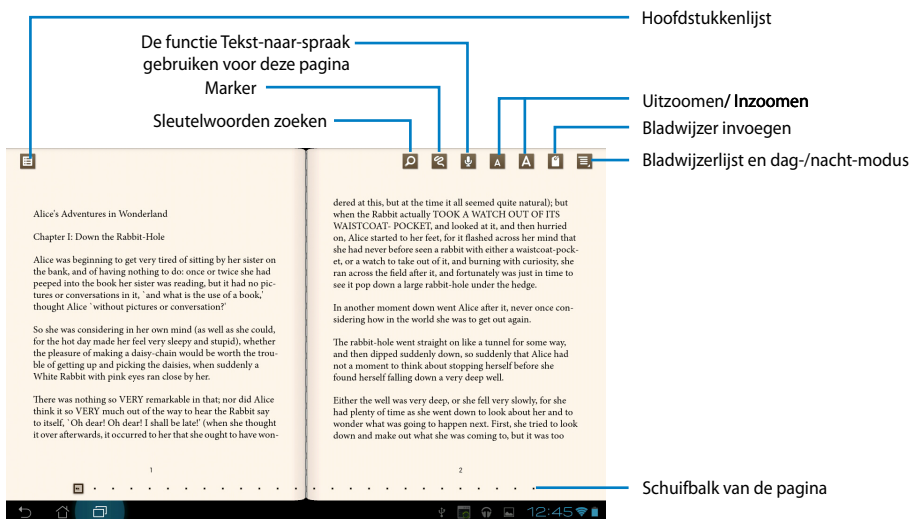 Hoofdstukkenlijst
De functie Tekst-naar-spraak
gebruiken voor deze pagina
Marker
Sleutelwoorden zoeken
Uitzoomen/ Inzoomen
Bladwijzer invoegen
Bladwijzerlijst en dag-/nacht-modus
A A
Alice's Adventures in Wonderland
Chapter I: Down the Rabbit-Hole
Alice was beginning to get very tired of sitting by her sister on
the bank, and of having nothing to do: once or twice she had
peeped into the book her sister was reading, but it had no pic-
tures or conversations in it, `and what is the use of a book,'
thought Alice `without pictures or conversation?'
So she was considering in her own mind (as well as she could,
for the hot day made her feel very sleepy and stupid), whether
the pleasure of making a daisy-chain would be worth the trou-
ble of getting up and picking the daisies, when suddenly a
White Rabbit with pink eyes ran close by her.
There was nothing so VERY remarkable in that; nor did Alice
think it so VERY much out of the way to hear the Rabbit say
to itself, `Oh dear! Oh dear! I shall be late!' (when she thought
it over afterwards, it occurred to her that she ought to have won-
1
dered at this, but at the time it all seemed quite natural); but
when the Rabbit actually TOOK A WATCH OUT OF ITS
WAISTCOAT- POCKET, and looked at it, and then hurried
on, Alice started to her feet, for it flashed across her mind that
she had never before seen a rabbit with either a waistcoat-pock-
et, or a watch to take out of it, and burning with curiosity, she
ran across the field after it, and fortunately was just in time to
see it pop down a large rabbit-hole under the hedge.
In another moment down went Alice after it, never once con-
sidering how in the world she was to get out again.
The rabbit-hole went straight on like a tunnel for some way,
and then dipped suddenly down, so suddenly that Alice had
not a moment to think about stopping herself before she
found herself falling down a very deep well.
Either the well was very deep, or she fell very slowly, for she
had plenty of time as she went down to look about her and to
wonder what was going to happen next. First, she tried to look
down and make out what she was coming to, but it was too
2
Schuifbalk van de pagina
12:45